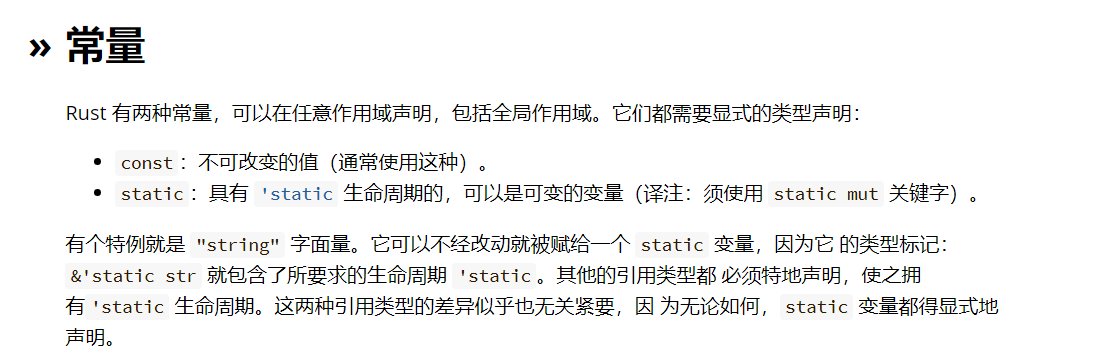 » 常量
Rust 有两种常量，可以在任意作用域声明，包括全局作用域。它们都需要显式的类型声明：
• const：不可改变的值（通常使用这种）。
• static：具有 'static 生命周期的，可以是可变的变量（译注：须使用 static mut 关键字）。
有个特例就是 "string" 字面量。它可以不经改动就被赋给一个 static 变量，因为它 的类型标记：
&'static str 就包含了所要求的生命周期 'static。其他的引用类型都 必须特地声明，使之拥
有 'static 生命周期。这两种引用类型的差异似乎也无关紧要，因 为无论如何，static 变量都得显式地
声明。